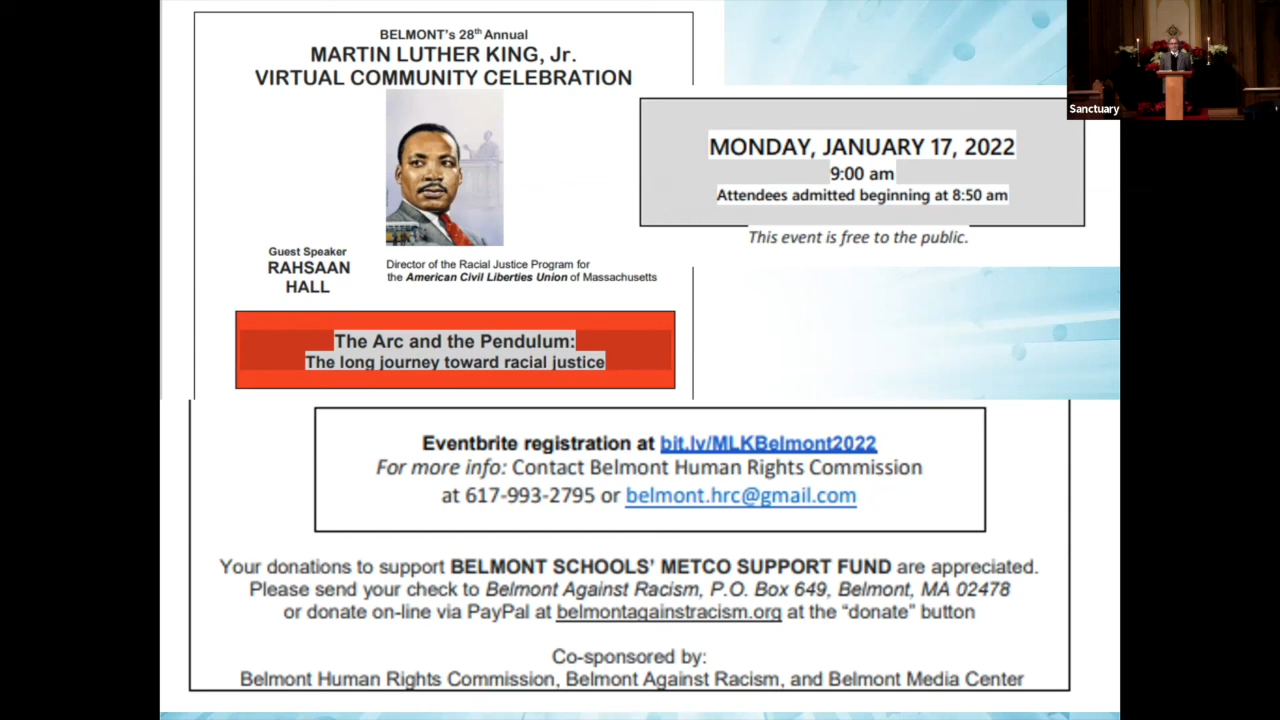 BELMONT's 28th Annual
MARTIN LUTHER KING, Jr.
VIRTUAL COMMUNITY CELEBRATION
Guest Speaker
RAHSAAN
HALL
Director of the Racial Justice Program for
the American Civil Liberties Union of Massachusetts
The Arc and the Pendulum:
The long journey toward racial justice
MONDAY, JANUARY 17, 2022
9:00 am
Attendees admitted beginning at 8:50 am
This event is free to the public.
Sanctuary
Eventbrite registration at bit.ly/MLKBelmont2022
For more info: Contact Belmont Human Rights Commission
at 617-993-2795 or belmont.hrc@gmail.com
Your donations to support BELMONT SCHOOLS' METCO SUPPORT FUND are appreciated.
Please send your check to Belmont Against Racism, P.O. Box 649, Belmont, MA 02478
or donate on-line via PayPal at belmontagainstracism.org at the “donate” button
Co-sponsored by:
Belmont Human Rights Commission, Belmont Against Racism, and Belmont Media Center